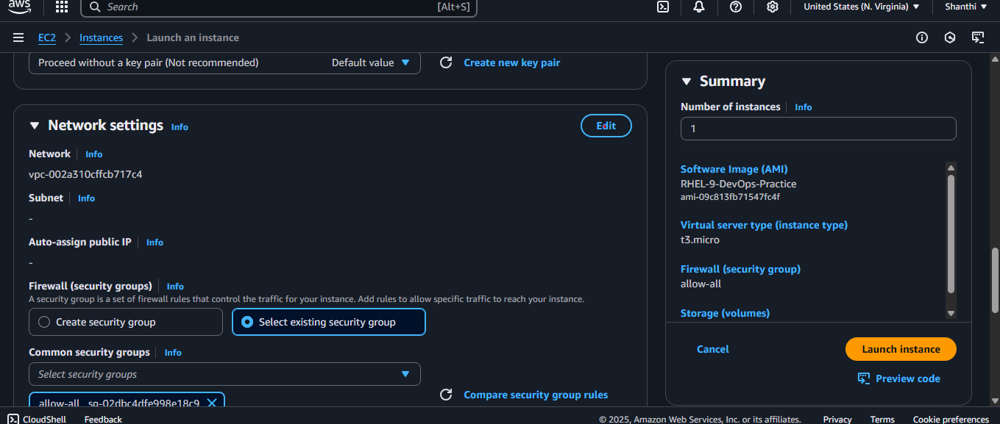 aws
Search [Alt+S]
United States (N. Virginia)
Shanthi
EC2 > Instances > Launch an instance
Proceed without a key pair (Not recommended) Default value
Create new key pair
Network settings Info
Edit
Network Info
vpc-002a310cffcb717c4
Subnet Info
-
Auto-assign public IP Info
-
Firewall (security groups) Info
A security group is a set of firewall rules that control the traffic for your instance. Add rules to allow specific traffic to reach your instance.
Create security group
Select existing security group
Common security groups Info
Select security groups
allow-all sg-02dbc4dfe998e18c9
Compare security group rules
Summary
Number of instances Info
1
Software Image (AMI)
RHEL-9-DevOps-Practice
ami-09c813fb71547fc4f
Virtual server type (instance type)
t3.micro
Firewall (security group)
allow-all
Storage (volumes)
Cancel
Launch instance
Preview code
CloudShell
Feedback
© 2025, Amazon Web Services, Inc. or its affiliates.
Privacy
Terms
Cookie preferences